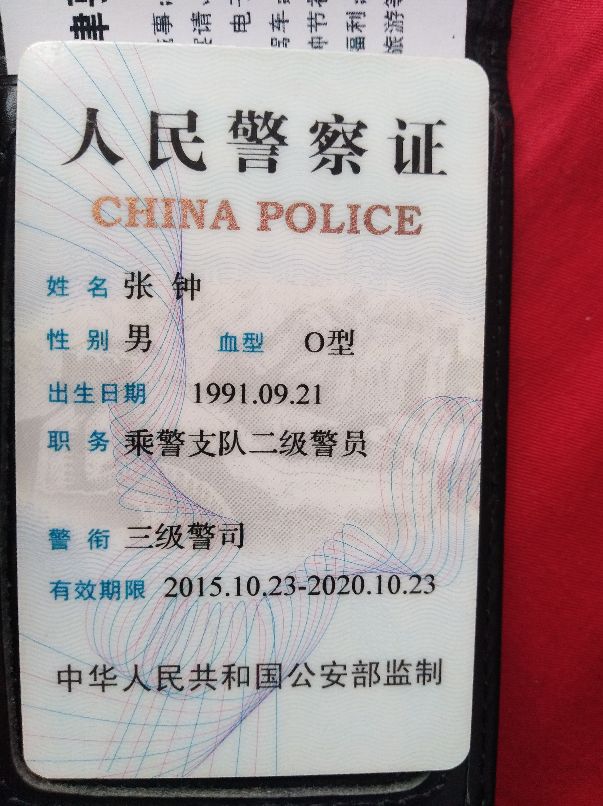 人民警察证
CHINA POLICE
姓名 张钟
性别 男 血型 O型
出生日期 1991.09.21
职务 乘警支队二级警员
警衔 三级警司
有效期限 2015.10.23-2020.10.23
中华人民共和国公安部监制